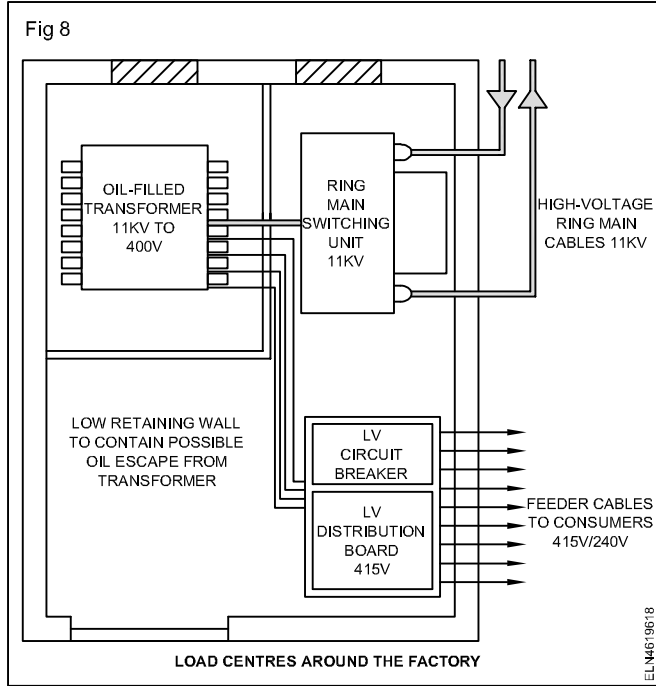 Fig 8
OIL-FILLED
TRANSFORMER
11KV TO
400V
RING
MAIN
SWITCHING
UNIT
11KV
HIGH-VOLTAGE
RING MAIN
CABLES 11KV
LOW RETAINING WALL
TO CONTAIN POSSIBLE
OIL ESCAPE FROM
TRANSFORMER
LV
CIRCUIT
BREAKER
LV
DISTRIBUTION
BOARD
415V
FEEDER CABLES
TO CONSUMERS
415V/240V
LOAD CENTRES AROUND THE FACTORY
ELN4619618